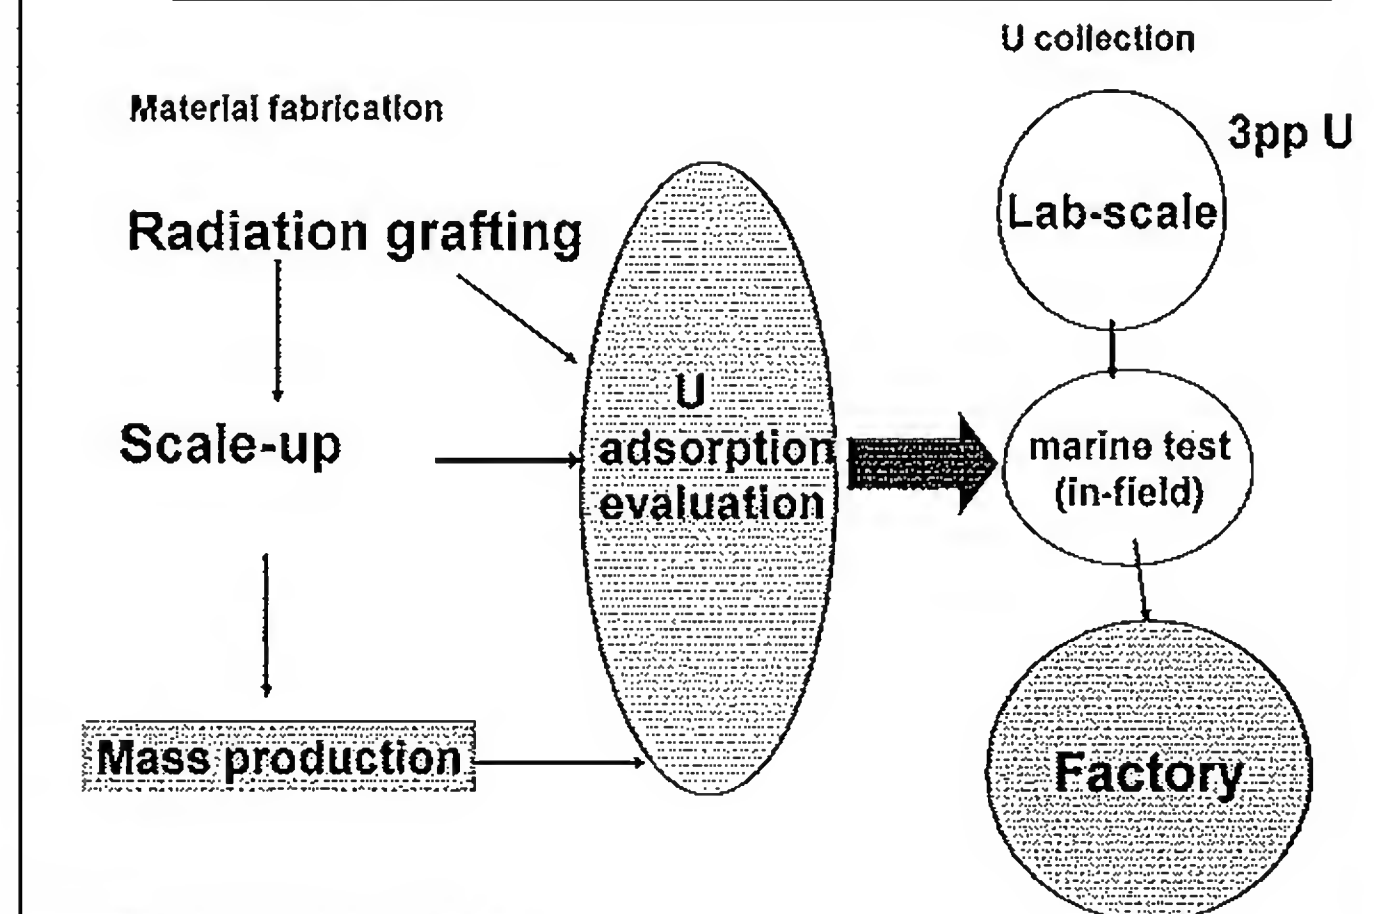 U collection
Material fabrication
3pp U
Lab-scale
Radiation grafting
U
adsorption
evaluation
Scale-up
marine test
(in-field)
Mass production
Factory